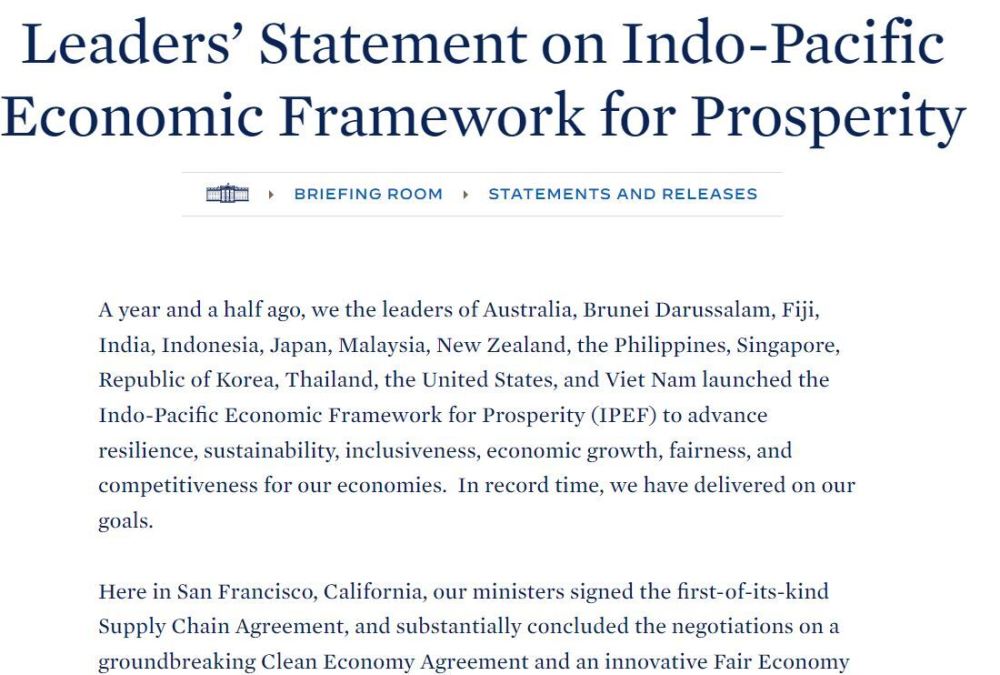 Leaders’ Statement on Indo-Pacific
Economic Framework for Prosperity
BRIEFING ROOM STATEMENTS AND RELEASES
A year and a half ago, we the leaders of Australia, Brunei Darussalam, Fiji,
India, Indonesia, Japan, Malaysia, New Zealand, the Philippines, Singapore,
Republic of Korea, Thailand, the United States, and Viet Nam launched the
Indo-Pacific Economic Framework for Prosperity (IPEF) to advance
resilience, sustainability, inclusiveness, economic growth, fairness, and
competitiveness for our economies.  In record time, we have delivered on our
goals.
Here in San Francisco, California, our ministers signed the first-of-its-kind
Supply Chain Agreement, and substantially concluded the negotiations on a
groundbreaking Clean Economy Agreement and an innovative Fair Economy